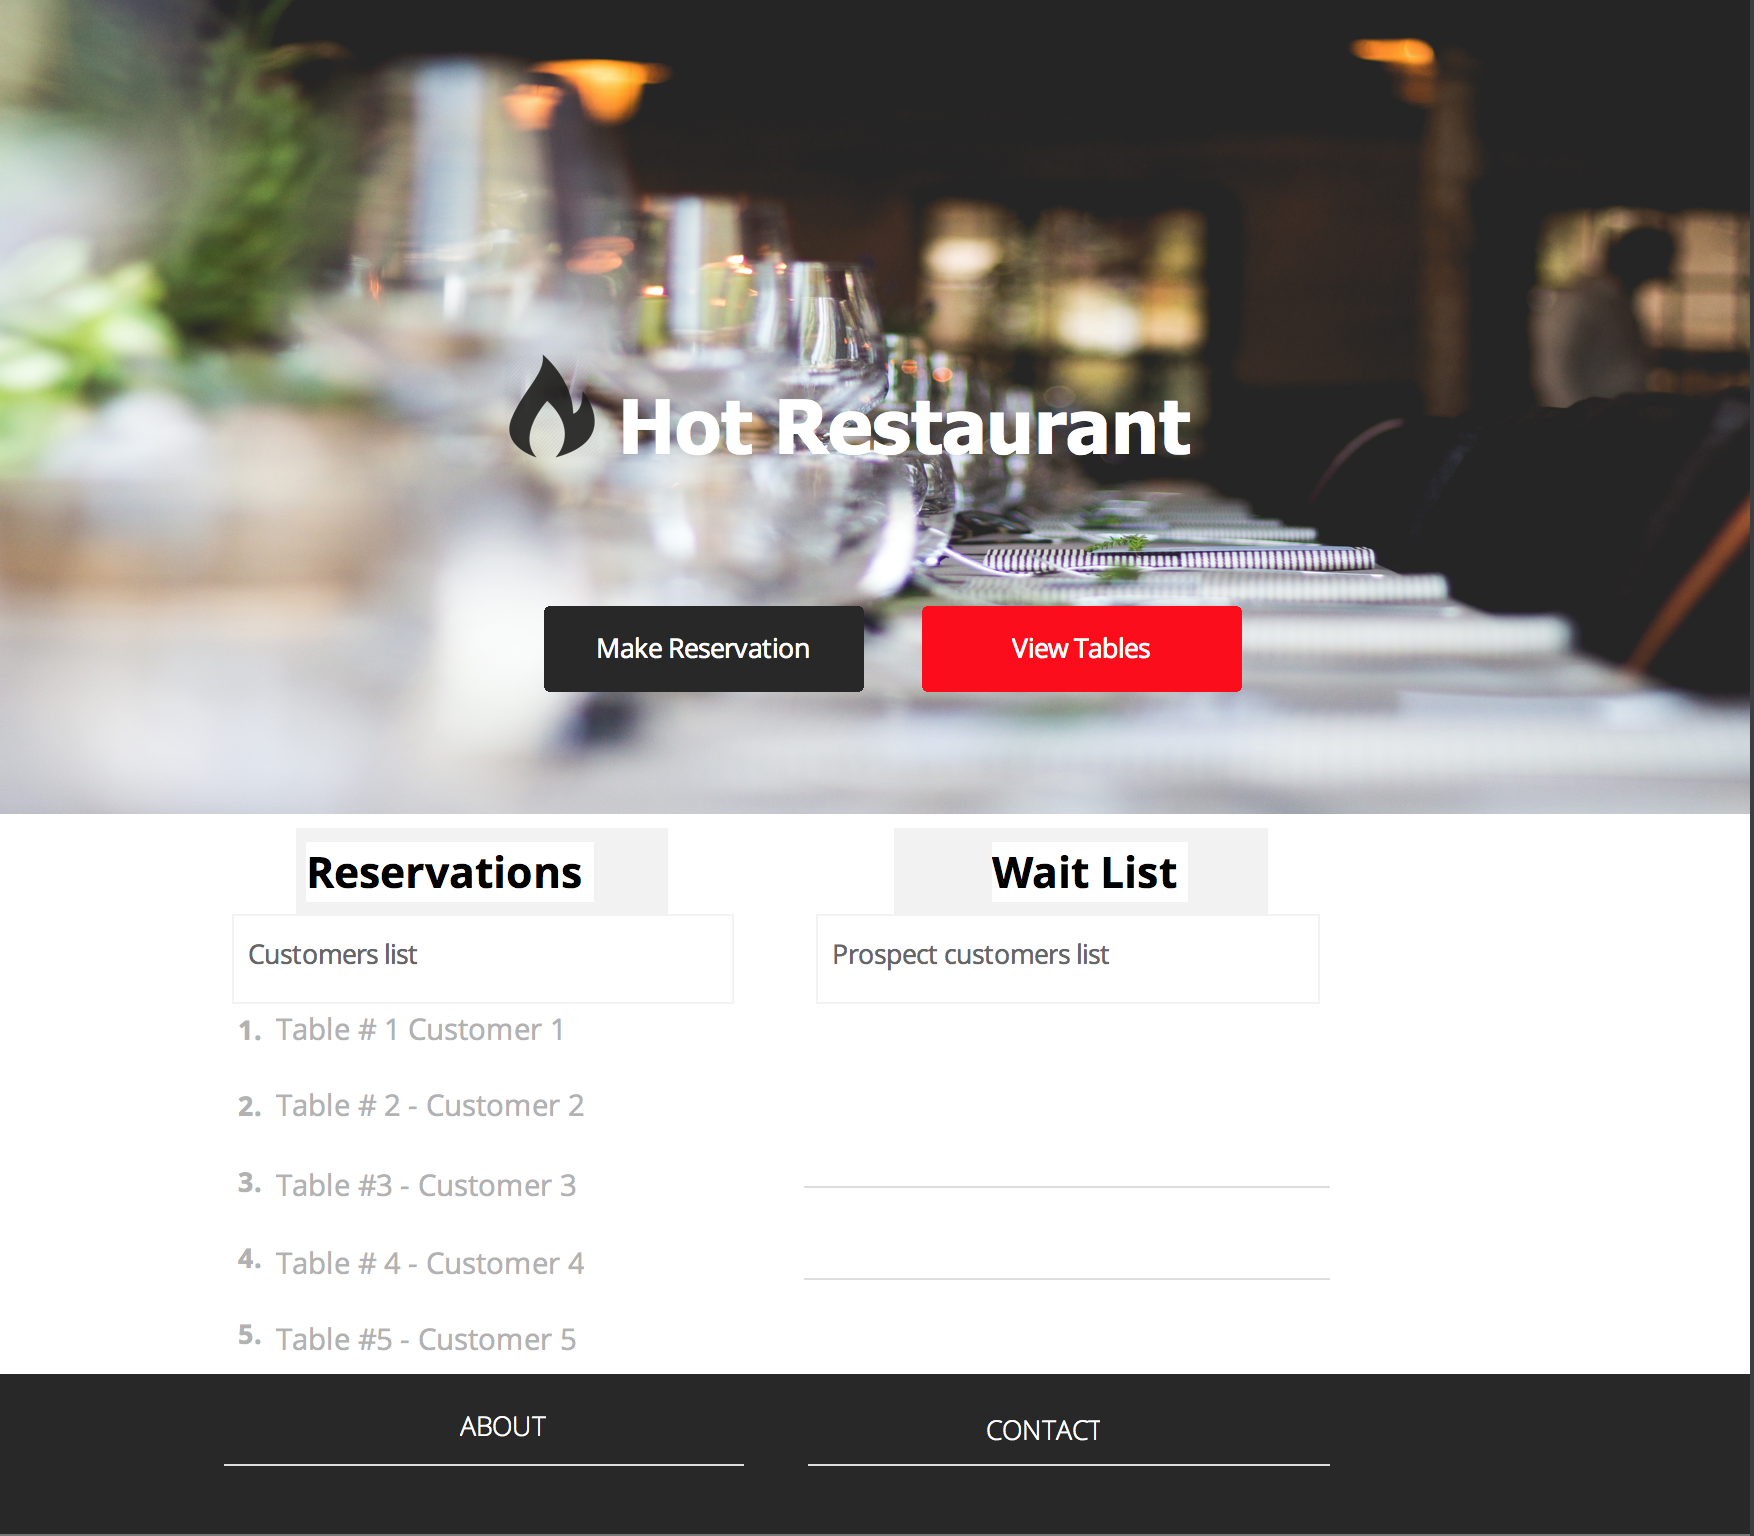 Hot Restaurant
Make Reservation
View Tables
Reservations
Wait List
Customers list
Prospect customers list
1. Table # 1 Customer 1
2. Table # 2 - Customer 2
3. Table #3 - Customer 3
4. Table # 4 - Customer 4
5. Table #5 - Customer 5
ABOUT
CONTACT